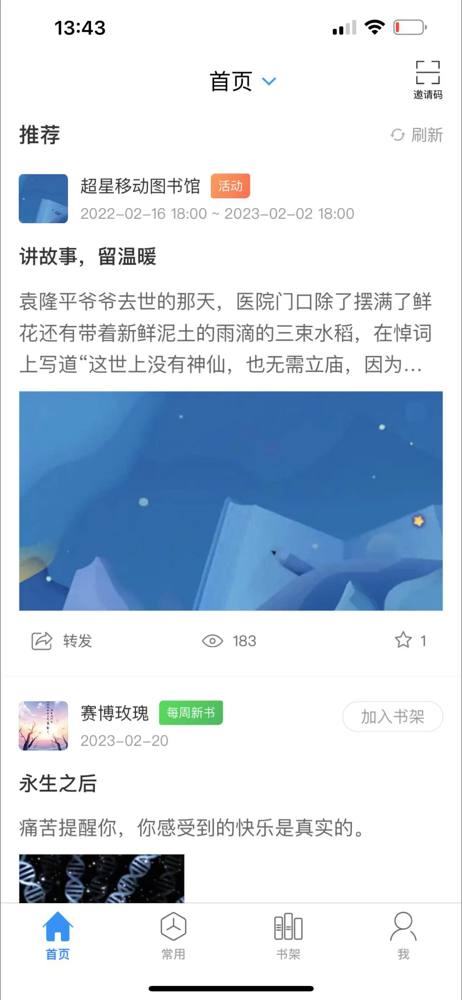 13:43
首页
邀请码
推荐
刷新
超星移动图书馆 活动
2022-02-16 18:00 ~ 2023-02-02 18:00
讲故事，留温暖
袁隆平爷爷去世的那天，医院门口除了摆满了鲜
花还有带着新鲜泥土的雨滴的三束水稻，在悼词
上写道“这世上没有神仙，也无需立庙，因为...
转发 183 1
赛博玫瑰 每周新书
加入书架
2023-02-20
永生之后
痛苦提醒你，你感受到的快乐是真实的。
首页 常用 书架 我